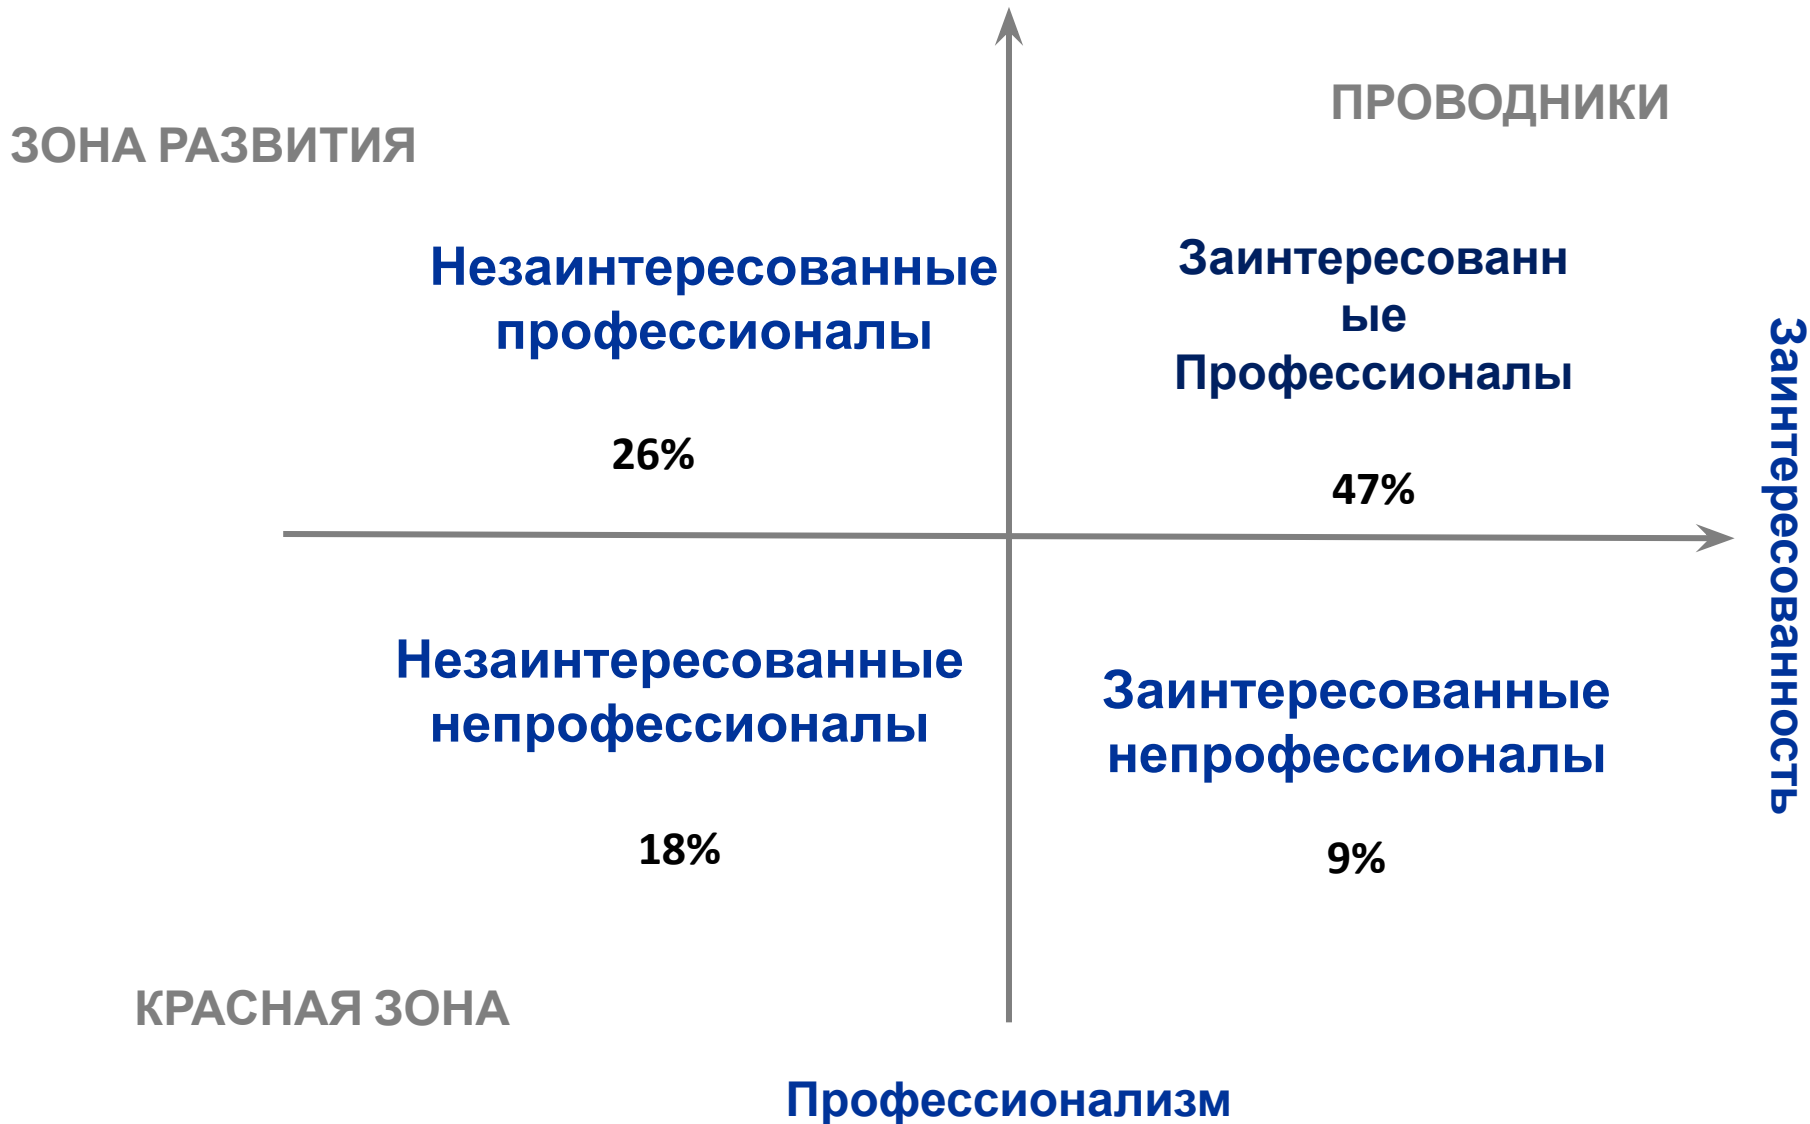 ПРОВОДНИКИ
ЗОНА РАЗВИТИЯ
Незаинтересованные
профессионалы
26%
Заинтересованн
ые
Профессионалы
47%
Заинтересованность
Незаинтересованные
непрофессионалы
18%
Заинтересованные
непрофессионалы
9%
КРАСНАЯ ЗОНА
Профессионализм